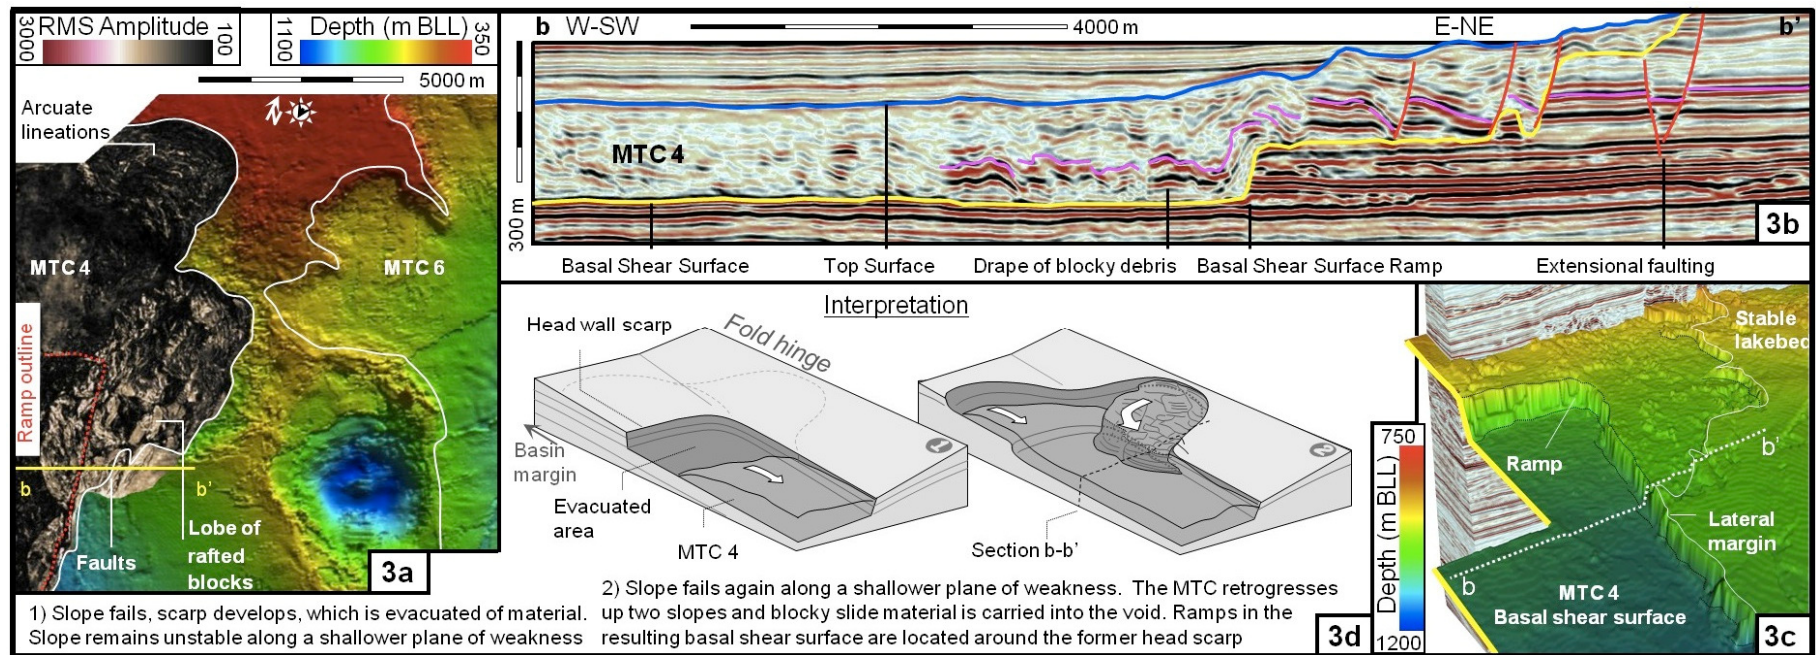 30000
RMS Amplitude
100
1100
Depth (m BLL)
350
5000 m
Arcuate
lineations
N
MTC 4
MTC 6
Ramp outline
b
b'
Faults
Lobe of
rafted
blocks
3a
b
W-SW
4000 m
E-NE
b'
MTC 4
300 m
3b
Basal Shear Surface
Top Surface
Drape of blocky debris
Basal Shear Surface Ramp
Extensional faulting
Interpretation
Head wall scarp
Fold hinge
Basin
margin
Evacuated
area
MTC 4
1
Section b-b'
2
1) Slope fails, scarp develops, which is evacuated of material.
Slope remains unstable along a shallower plane of weakness
2) Slope fails again along a shallower plane of weakness. The MTC retrogresses
up two slopes and blocky slide material is carried into the void. Ramps in the
resulting basal shear surface are located around the former head scarp
3d
750
Depth (m BLL)
1200
Stable
lakebed
Ramp
b'
Lateral
margin
b
MTC 4
Basal shear surface
3c